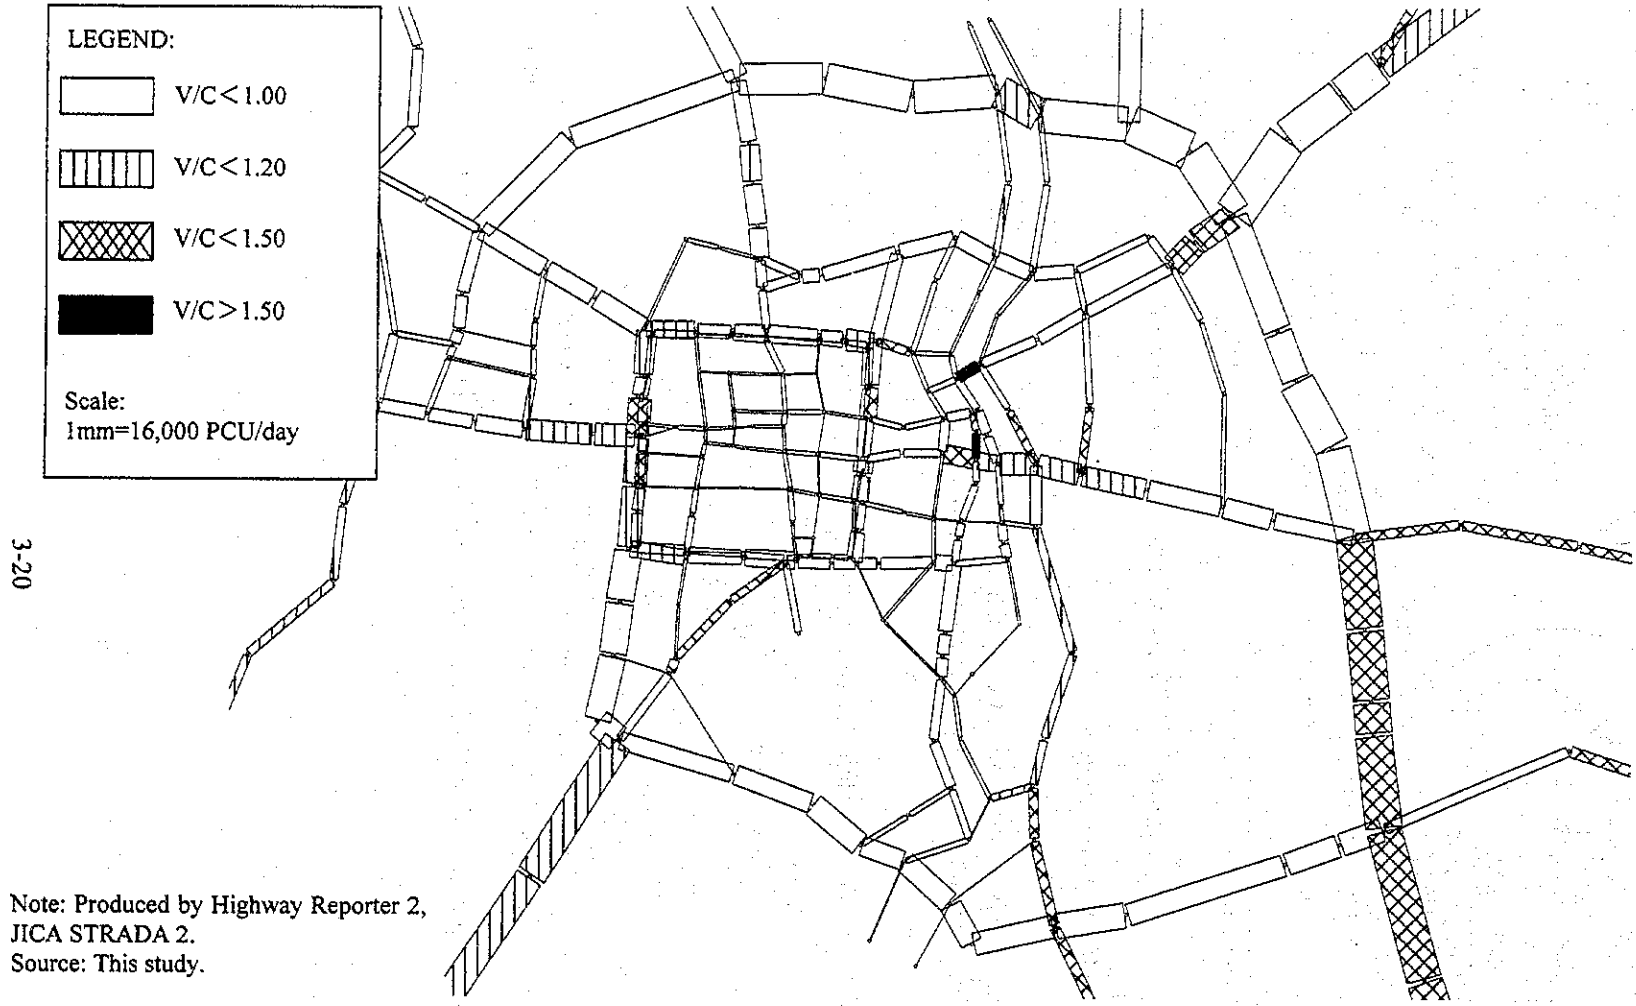 LEGEND:
V/C<1.00
V/C<1.20
V/C<1.50
V/C>1.50
Scale:
1mm=16,000 PCU/day
3-20
Note: Produced by Highway Reporter 2,
JICA STRADA 2.
Source: This study.